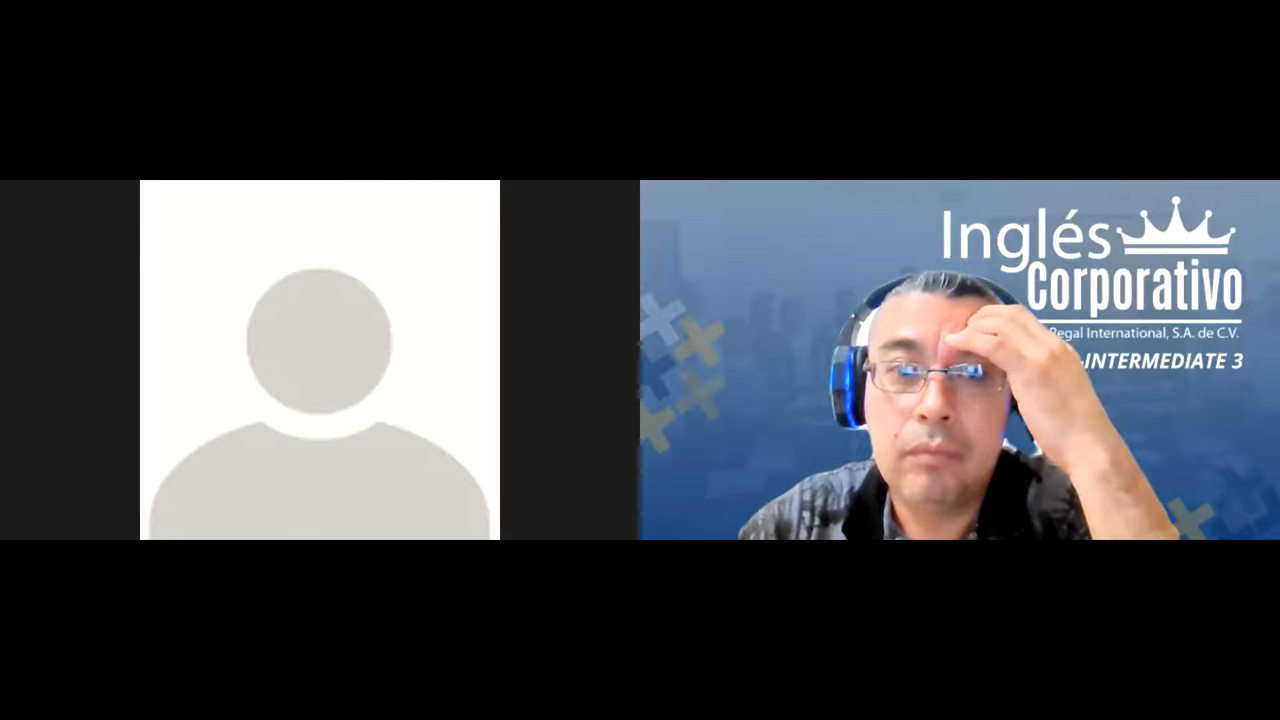 Inglés
Corporativo
Regal International, S.A. de C.V.
-INTERMEDIATE 3